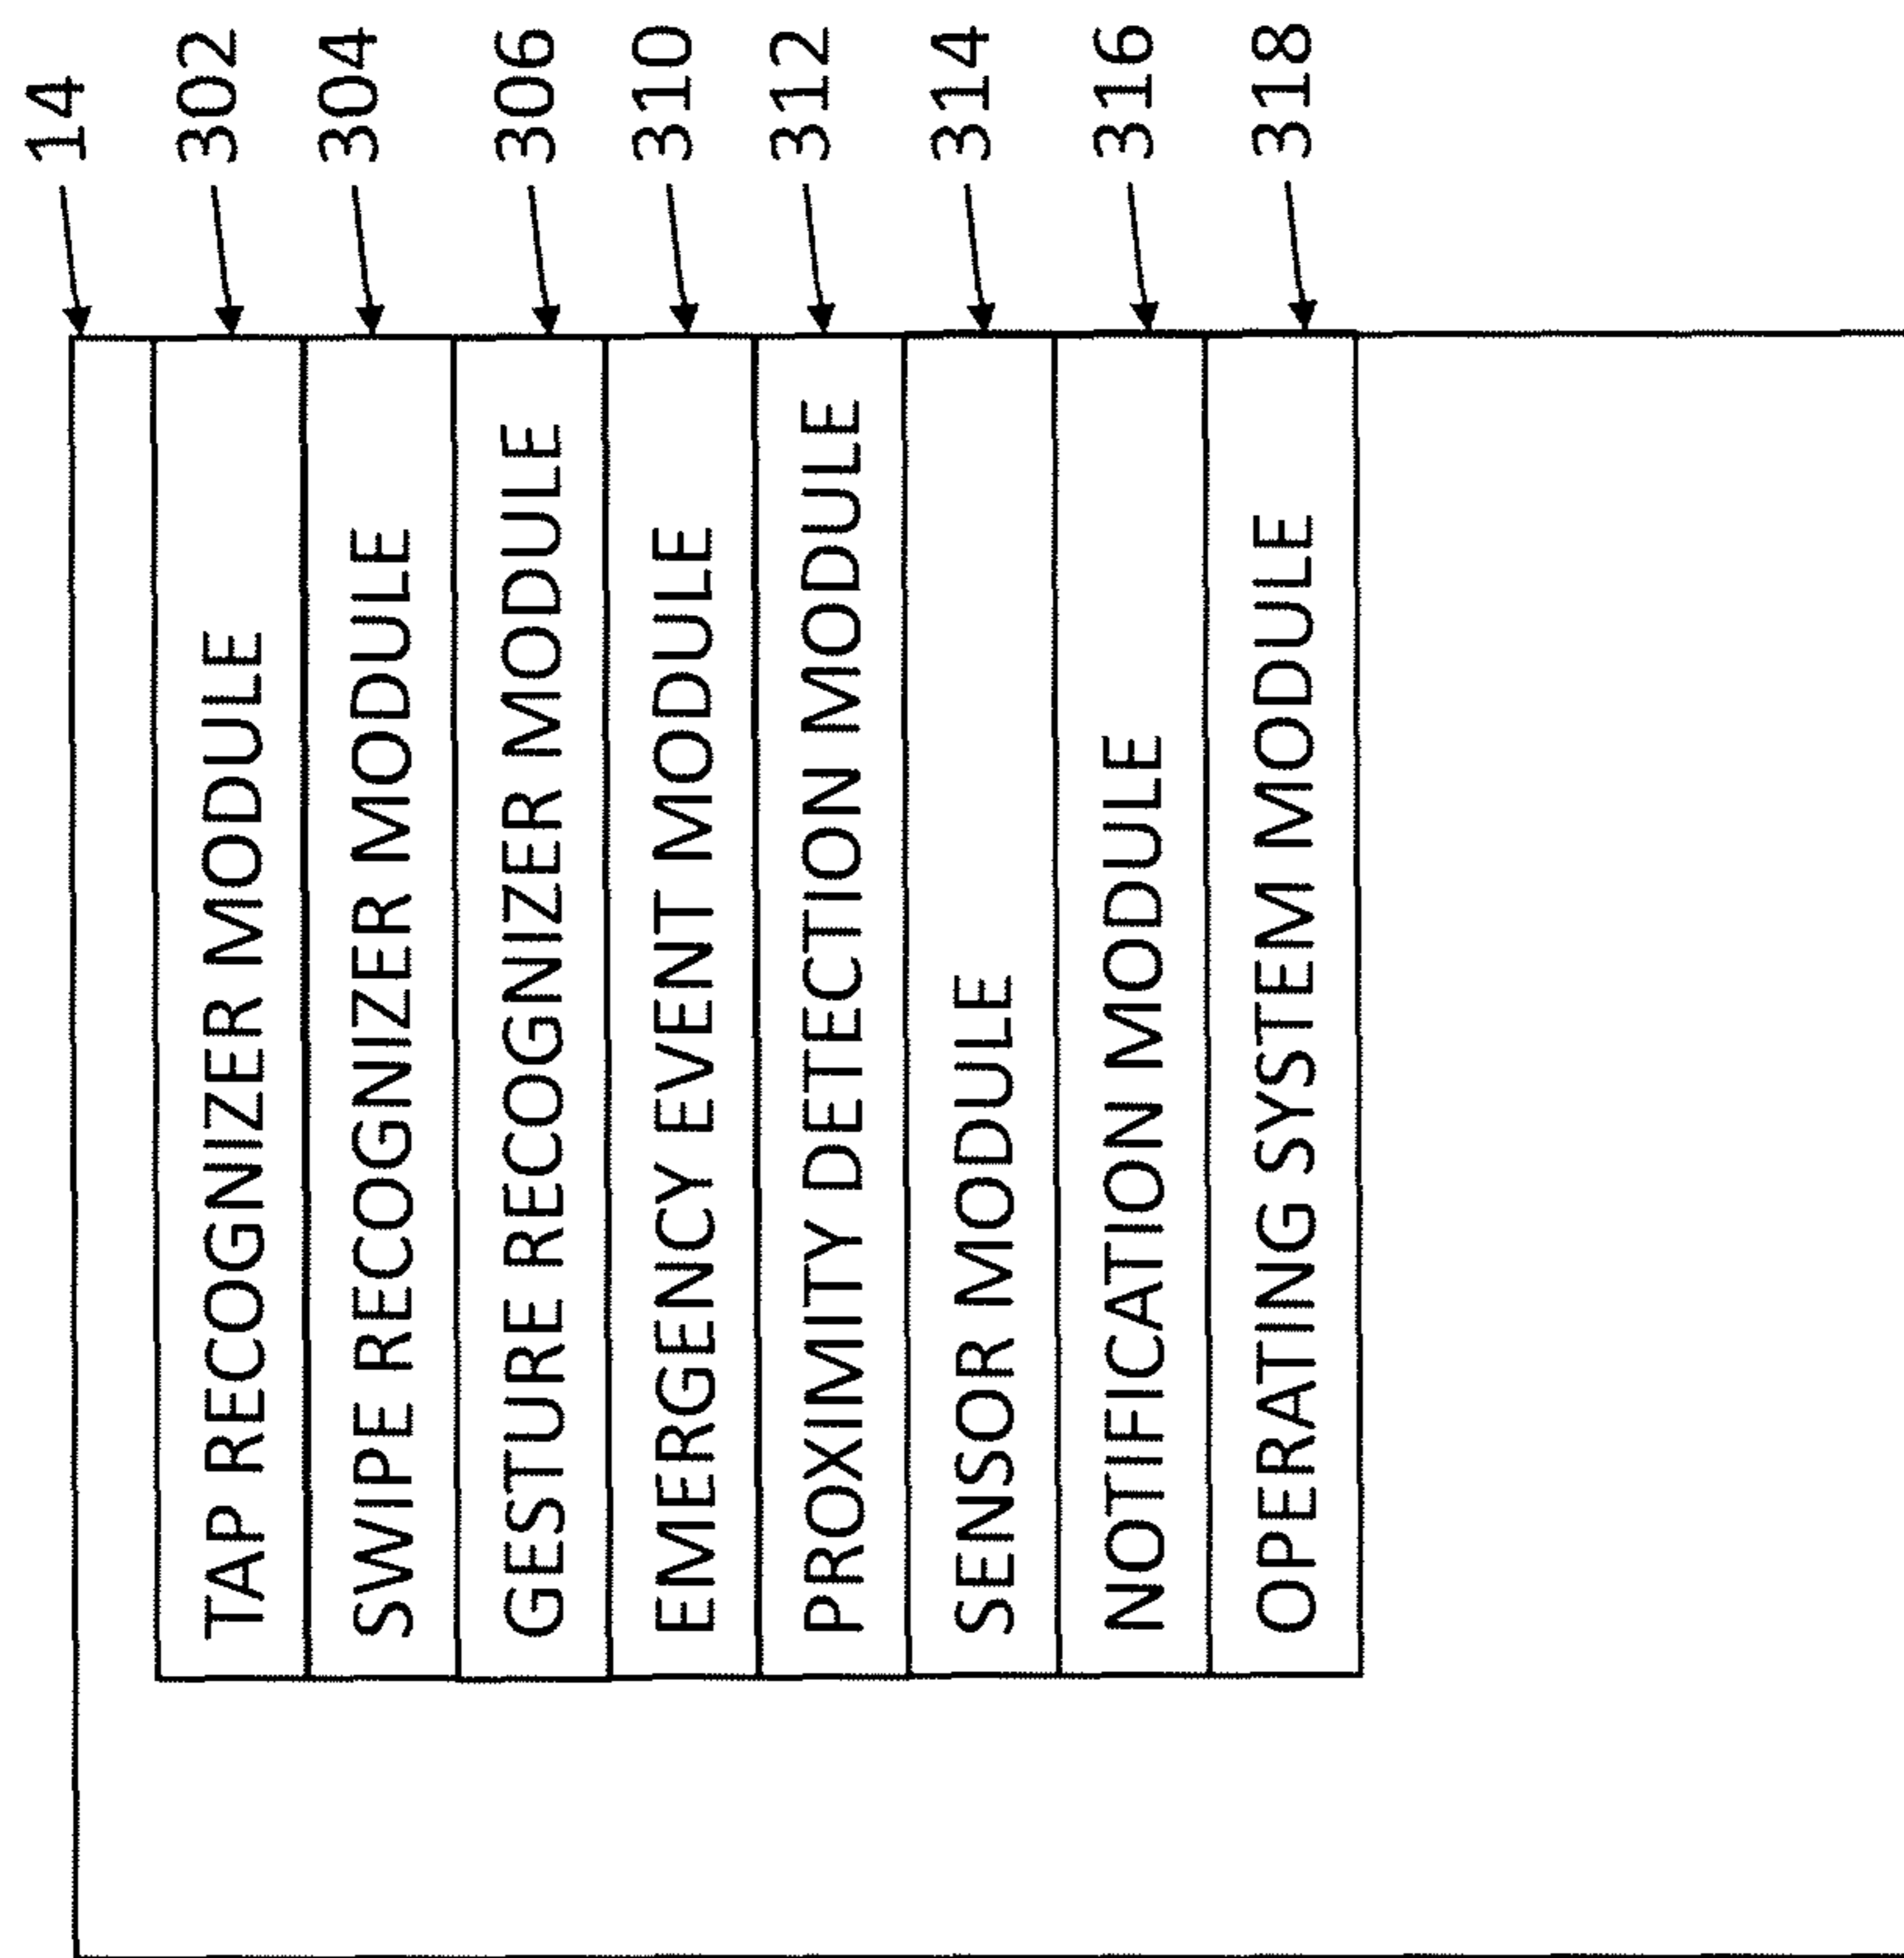 14
TAP RECOGNIZER MODULE 302
SWIPE RECOGNIZER MODULE 304
GESTURE RECOGNIZER MODULE 306
EMERGENCY EVENT MODULE 310
PROXIMITY DETECTION MODULE 312
SENSOR MODULE 314
NOTIFICATION MODULE 316
OPERATING SYSTEM MODULE 318